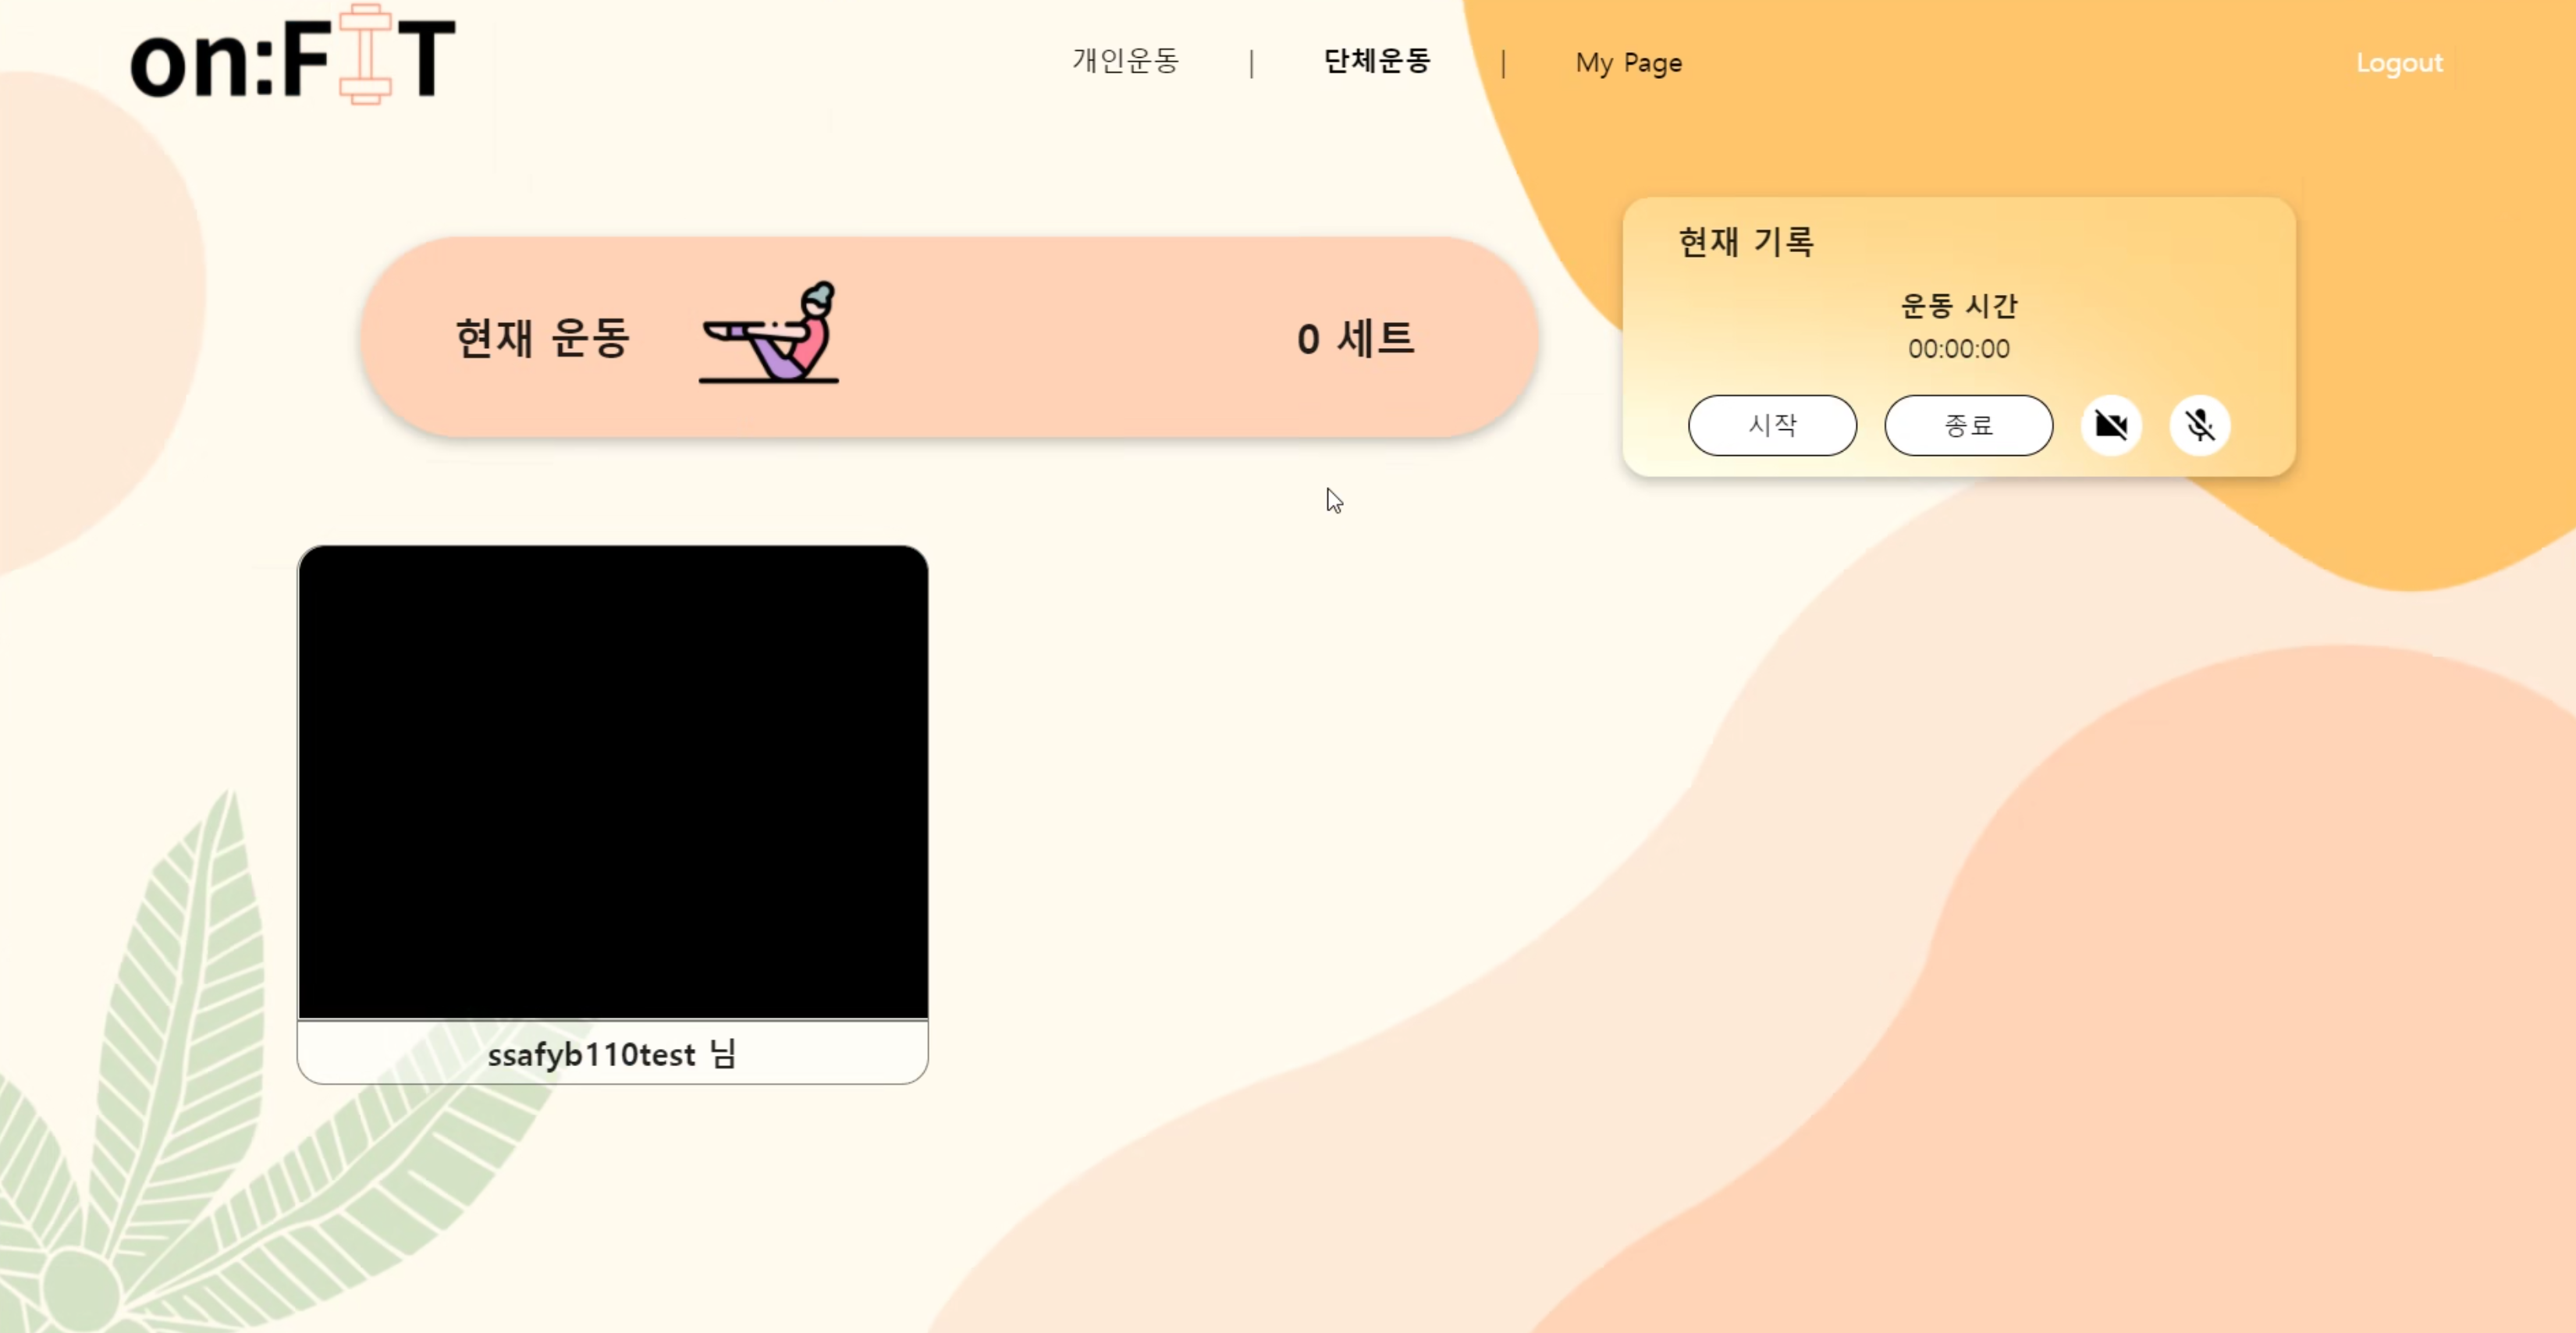 on:FIT
개인운동 | 단체운동 | My Page
Logout
현재 운동
0 세트
현재 기록
운동 시간
00:00:00
시작
종료
ssafyb110test 님